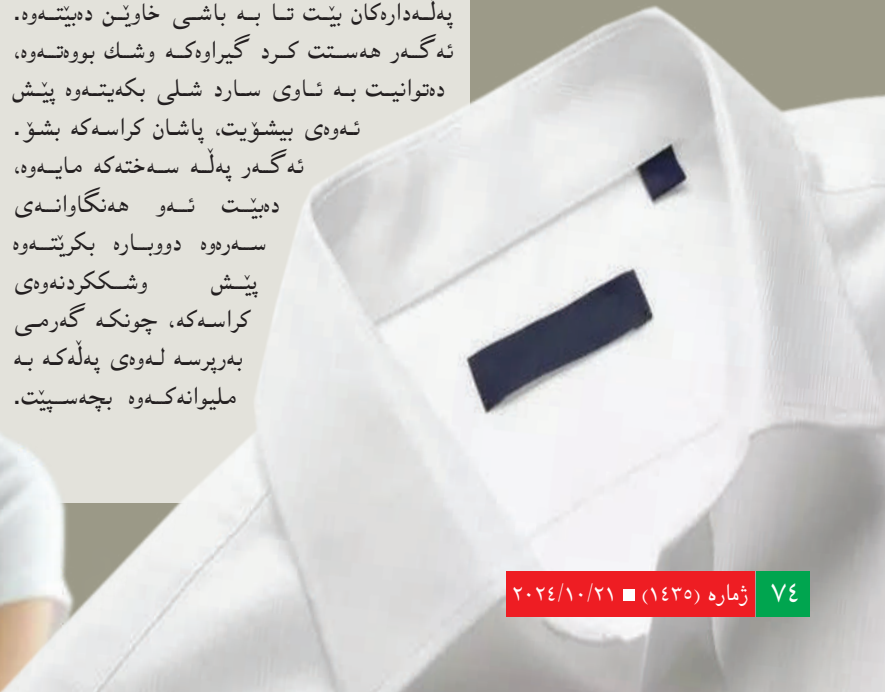 پەڵەدارەکان بێت تا بە باشی خاوێن دەبێتەوە.
ئەگەر هەستت کرد گیراوەکە وشك بووەتەوە،
دەتوانیت بە ئاوی سارد شلی بکەیتەوە پێش
ئەوەی بیشۆیت، پاشان کراسەکە بشۆ.
ئەگەر پەڵە سەختەکە مایەوە،
دەبێت ئەو هەنگاوانەی
سەرەوە دووبارە بکرێتەوە
پێش وشککردنەوەی
کراسەکە، چونکە گەرمی
بەرپرسە لەوەی پەڵەکە بە
ملیوانەکەوە بچەسپێت.
٧٤ ژمارە (١٤٣٥) ■ ٢٠٢٤/١٠/٢١